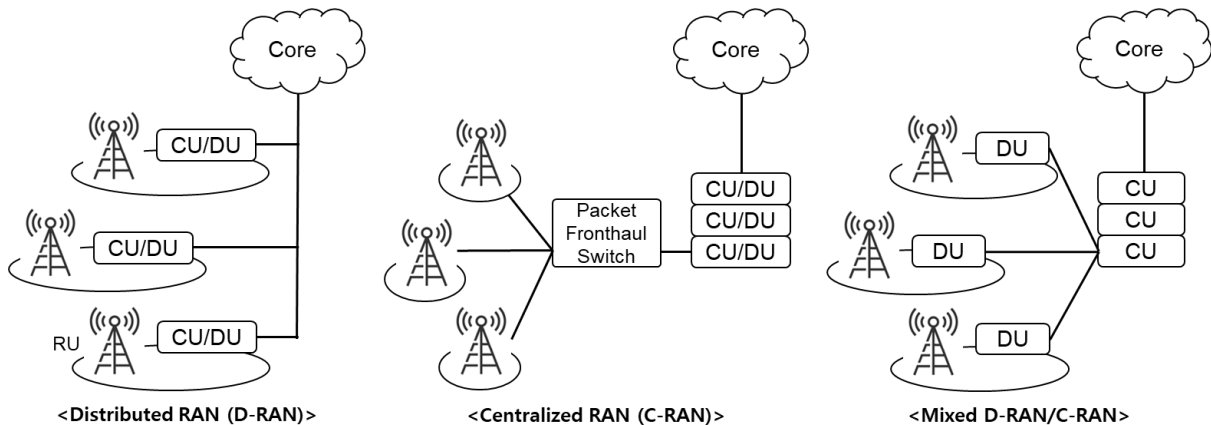 Core
CU/DU
CU/DU
RU
CU/DU
<Distributed RAN (D-RAN)>
Core
Packet
Fronthaul
Switch
CU/DU
CU/DU
CU/DU
<Centralized RAN (C-RAN)>
Core
DU
DU
DU
CU
CU
CU
<Mixed D-RAN/C-RAN>